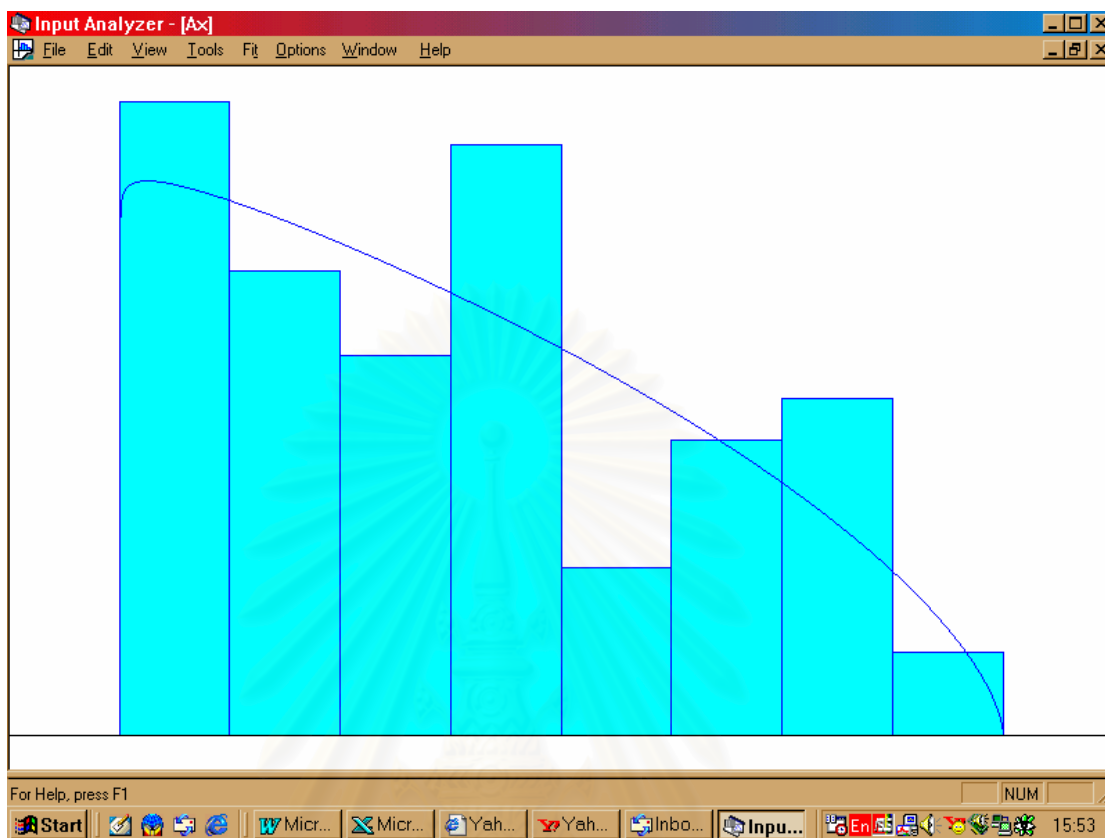 Input Analyzer - [Ax]
File Edit View Tools Fit Options Window Help
For Help, press F1 NUM
Start Micr... Micr... Yah... Yah... Inbo... Inpu... En 15:53